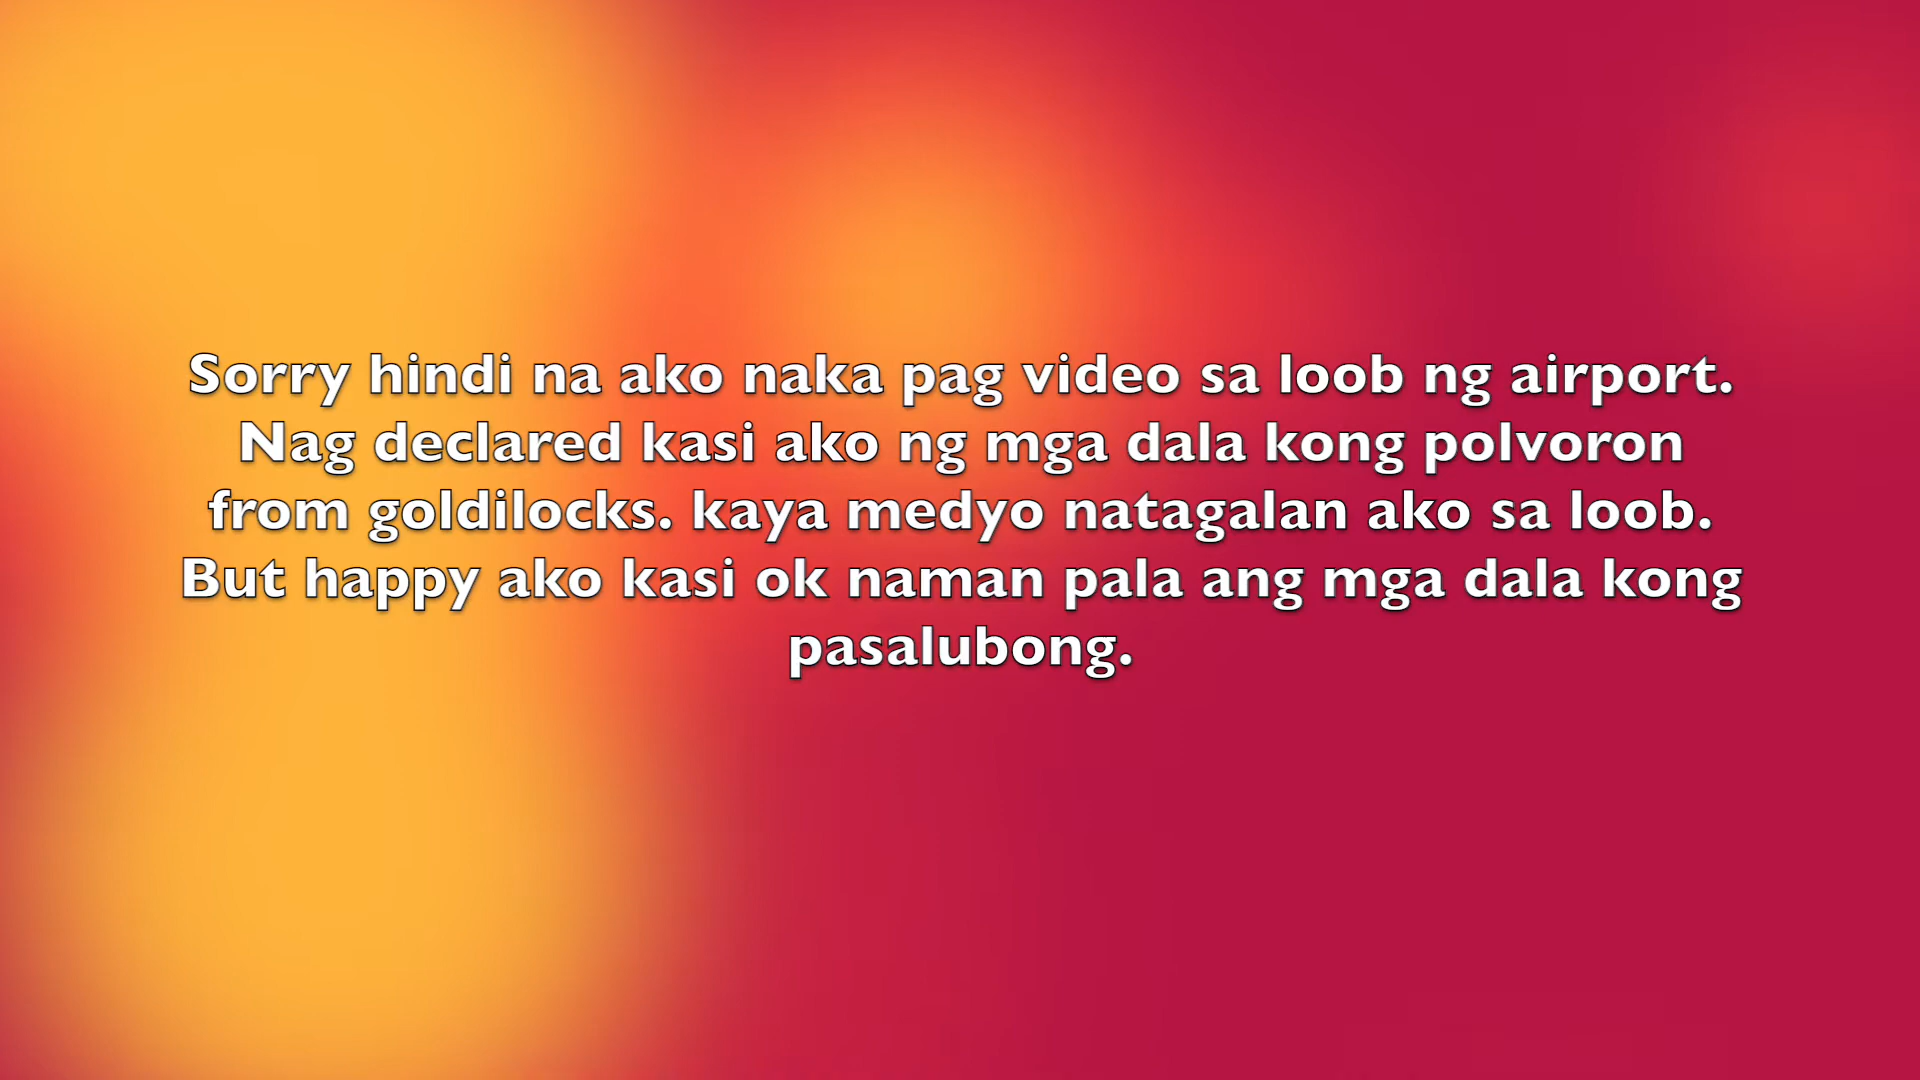 Sorry hindi na ako naka pag video sa loob ng airport.
Nag declared kasi ako ng mga dala kong polvoron
from goldilocks. kaya medyo natagalan ako sa loob.
But happy ako kasi ok naman pala ang mga dala kong
pasalubong.